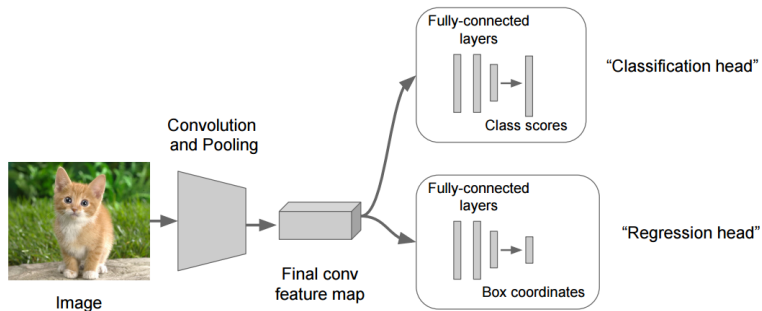 Image
Convolution
and Pooling
Final conv
feature map
Fully-connected
layers
Class scores
“Classification head”
Fully-connected
layers
Box coordinates
“Regression head”